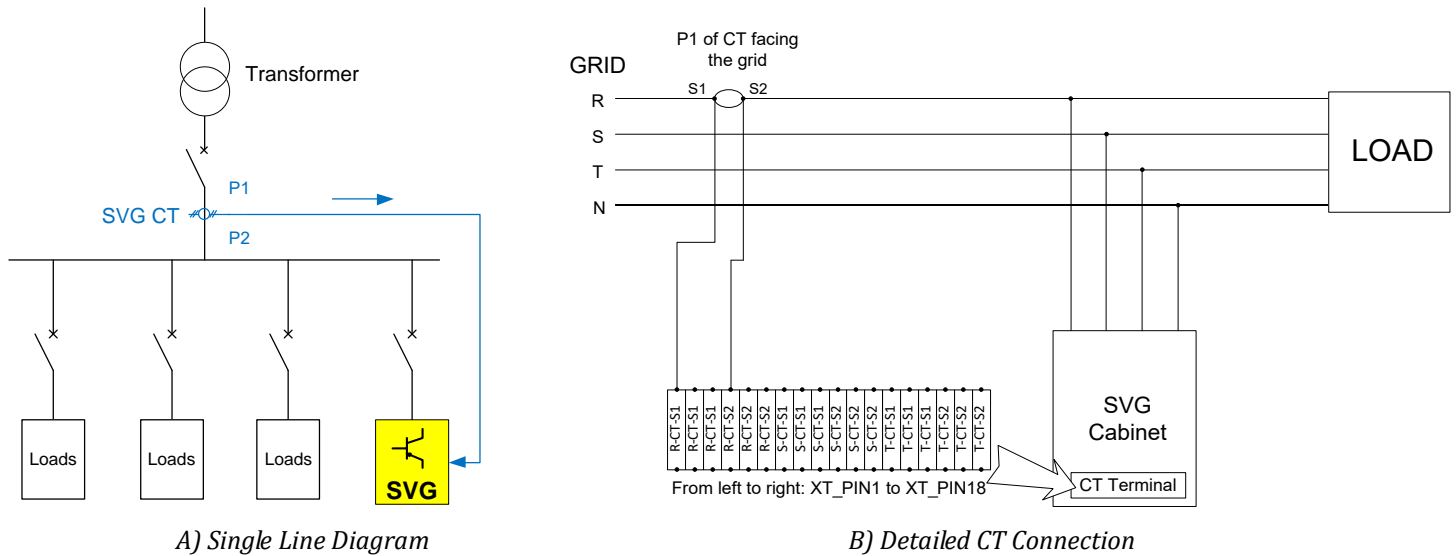 Transformer
P1
SVG CT
P2
Loads
Loads
Loads
SVG
A) Single Line Diagram
P1 of CT facing
the grid
GRID
S1
S2
R
S
T
N
LOAD
R-CT-S1
R-CT-S1
R-CT-S1
R-CT-S2
R-CT-S2
R-CT-S2
S-CT-S1
S-CT-S1
S-CT-S1
S-CT-S2
S-CT-S2
S-CT-S2
T-CT-S1
T-CT-S1
T-CT-S1
T-CT-S2
T-CT-S2
T-CT-S2
From left to right: XT_PIN1 to XT_PIN18
SVG
Cabinet
CT Terminal
B) Detailed CT Connection